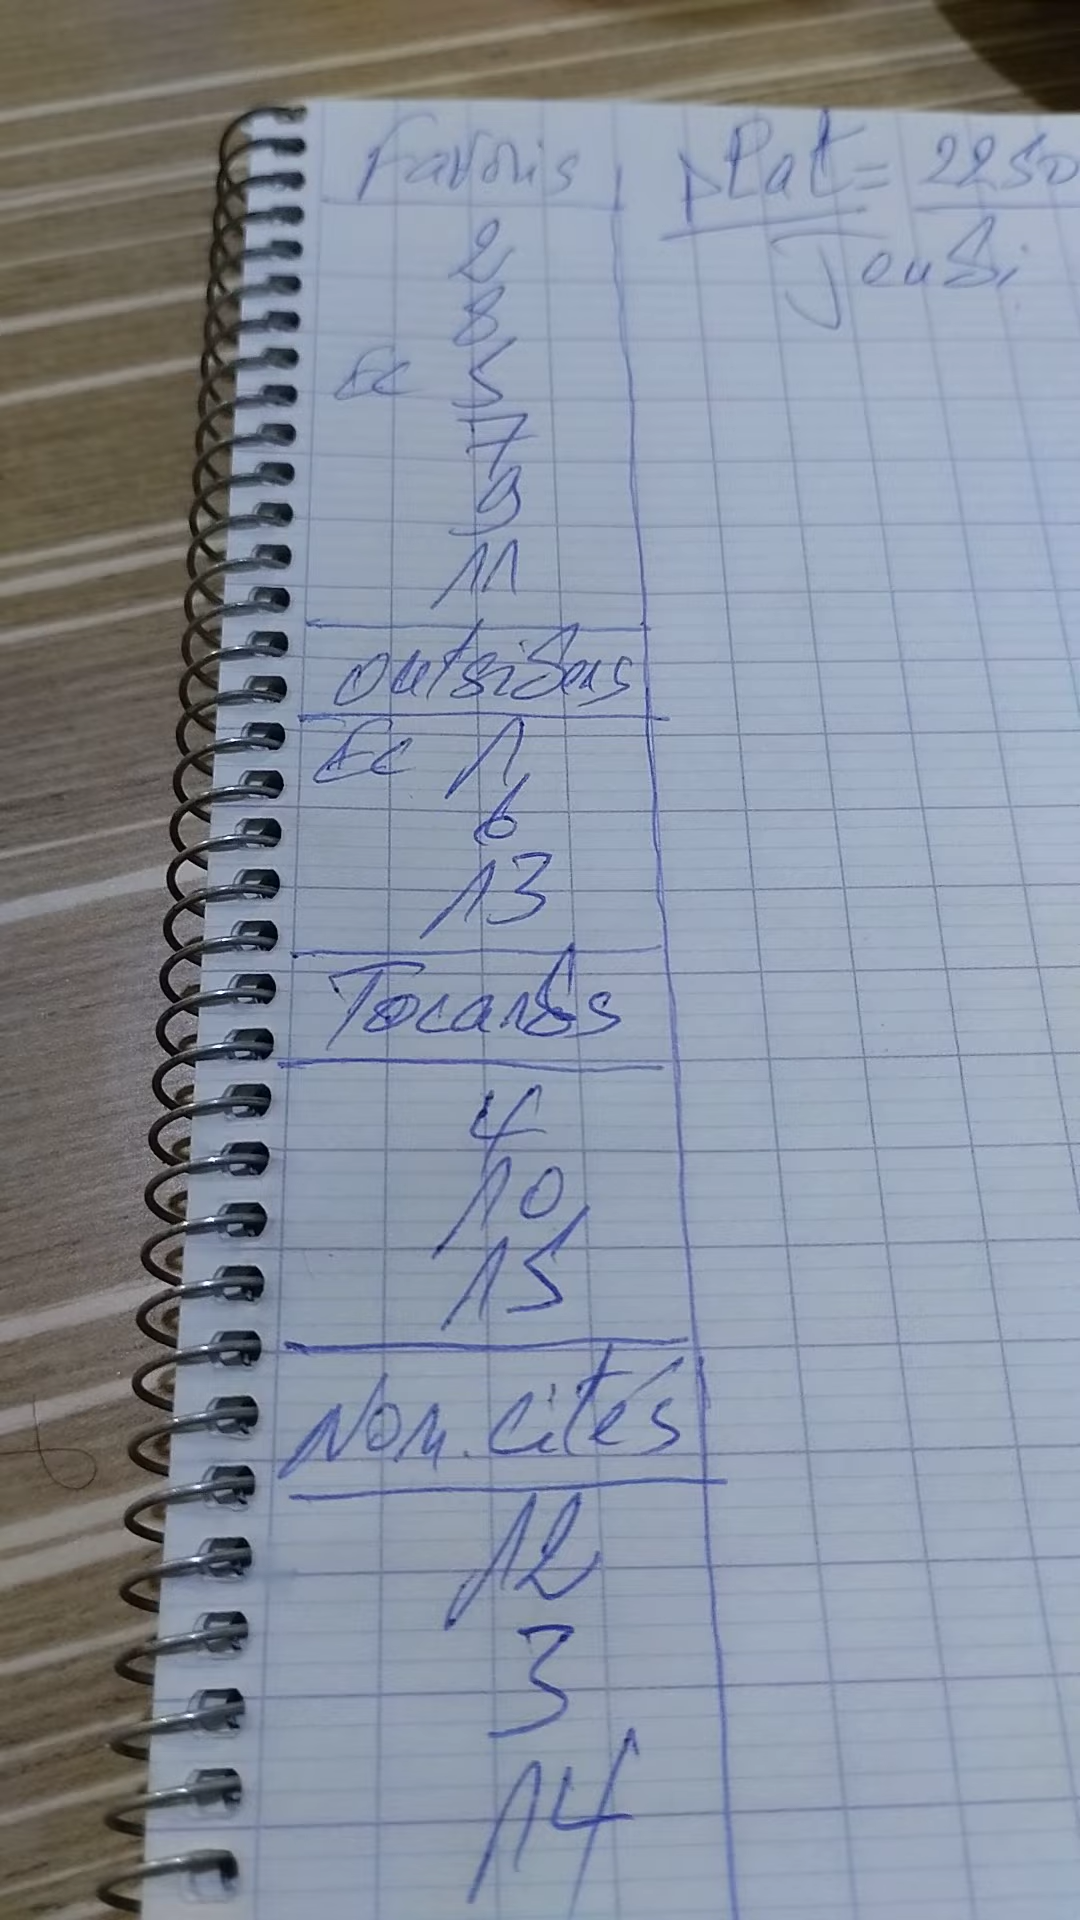 Favoris
Plat = 2250
Jeudi
2
8
Ec 5
7
9
11
outsiders
Ec 1
6
13
Tocards
4
10
15
Non cités
12
3
14